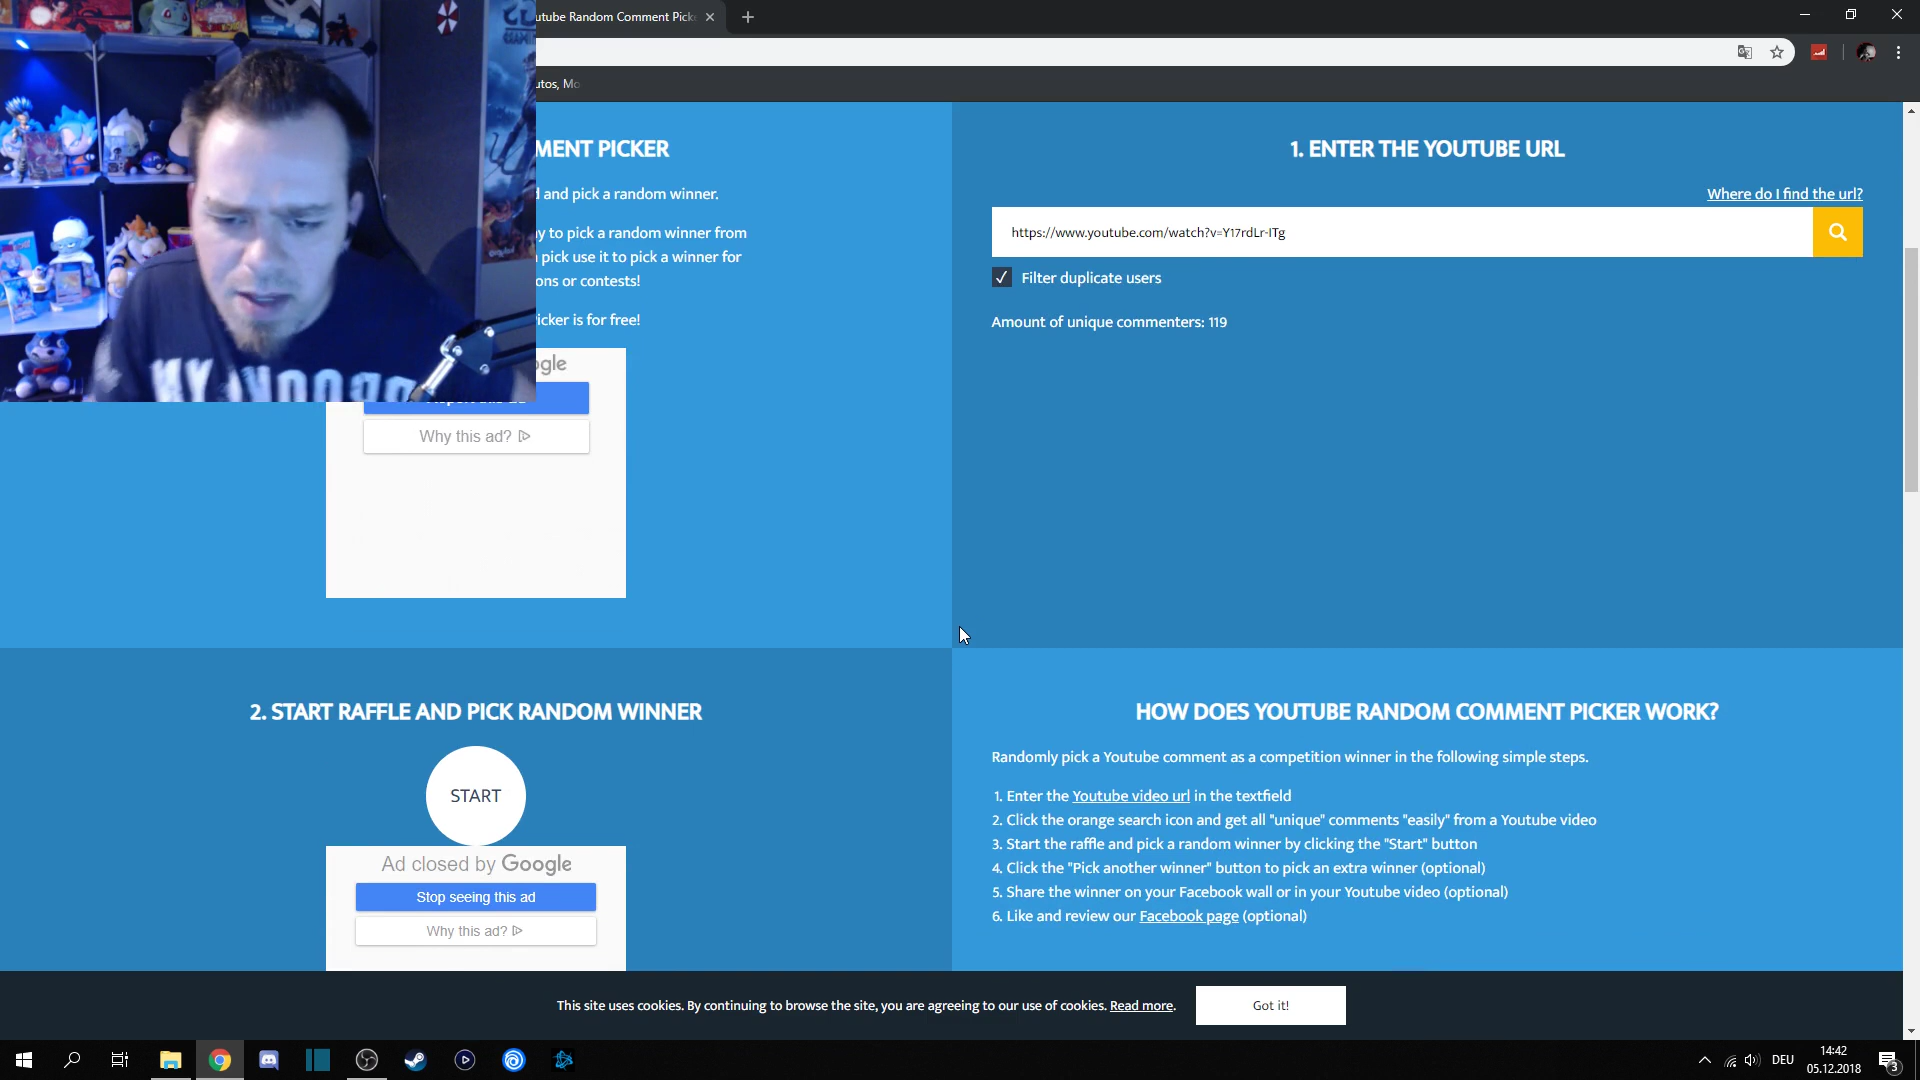 utube Random Comment Pick
utos, Mo
MENT PICKER
d and pick a random winner.
ay to pick a random winner from
n pick use it to pick a winner for
ons or contests!
icker is for free!
ogle
Why this ad?
1. ENTER THE YOUTUBE URL
Where do I find the url?
https://www.youtube.com/watch?v=Y17rdLr-ITg
Filter duplicate users
Amount of unique commenters: 119
2. START RAFFLE AND PICK RANDOM WINNER
START
Ad closed by Google
Stop seeing this ad
Why this ad?
HOW DOES YOUTUBE RANDOM COMMENT PICKER WORK?
Randomly pick a Youtube comment as a competition winner in the following simple steps.
1. Enter the Youtube video url in the textfield
2. Click the orange search icon and get all "unique" comments "easily" from a Youtube video
3. Start the raffle and pick a random winner by clicking the "Start" button
4. Click the "Pick another winner" button to pick an extra winner (optional)
5. Share the winner on your Facebook wall or in your Youtube video (optional)
6. Like and review our Facebook page (optional)
This site uses cookies. By continuing to browse the site, you are agreeing to our use of cookies. Read more.
Got it!
DEU
14:42
05.12.2018
3